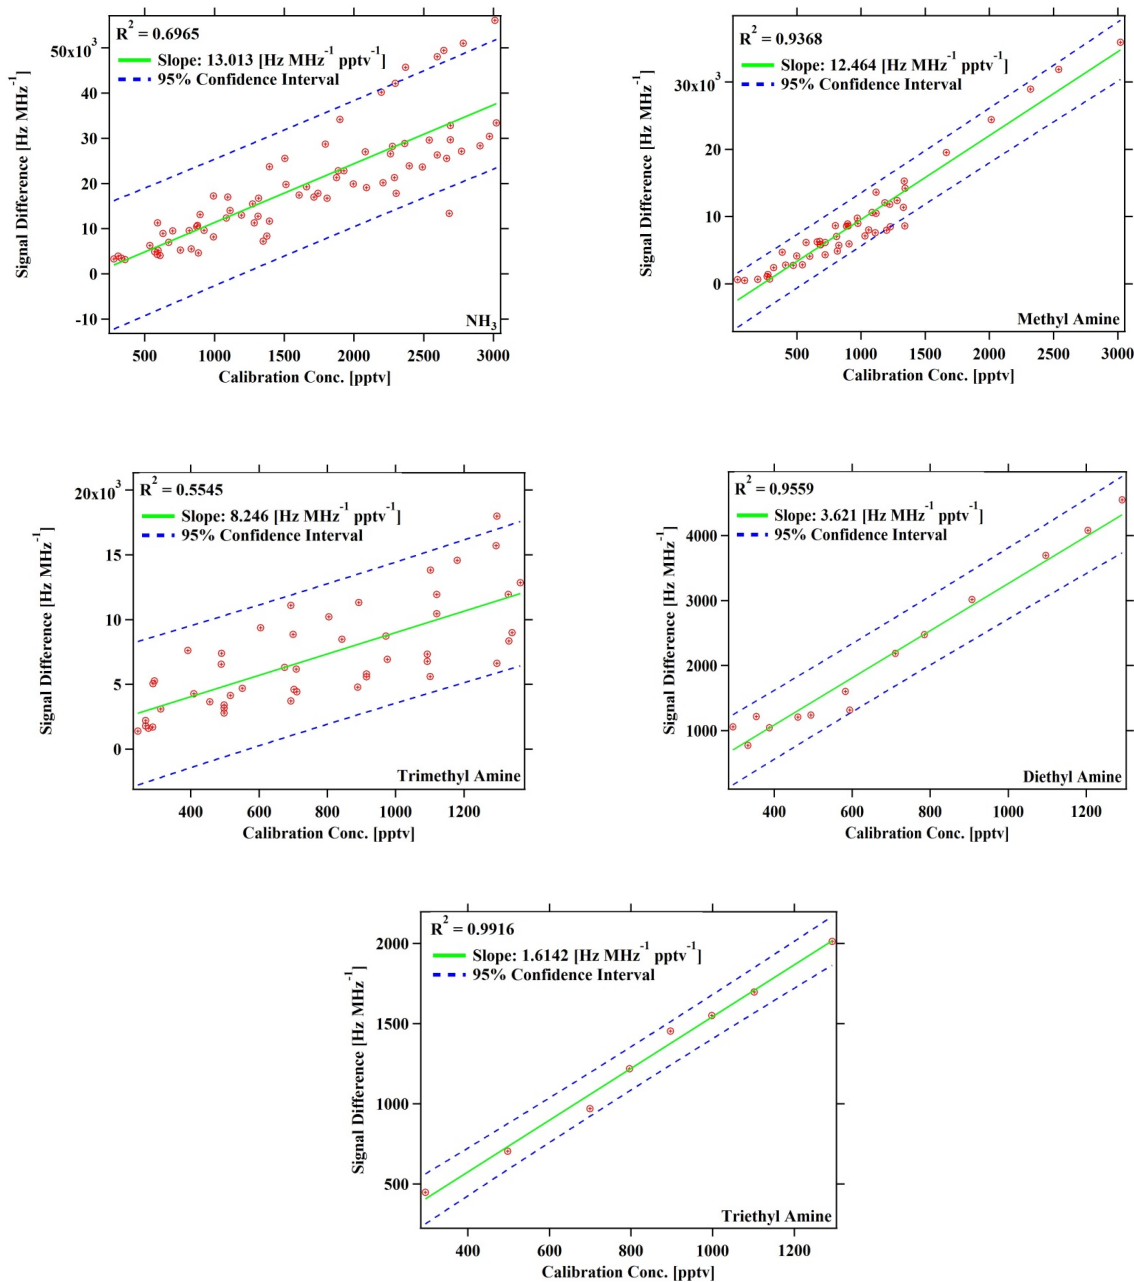 R² = 0.6965
Slope: 13.013 [Hz MHz⁻¹ pptv⁻¹]
95% Confidence Interval
50x10³
40
30
20
10
0
-10
Signal Difference [Hz MHz⁻¹]
NH₃
500 1000 1500 2000 2500 3000
Calibration Conc. [pptv]
R² = 0.9368
Slope: 12.464 [Hz MHz⁻¹ pptv⁻¹]
95% Confidence Interval
30x10³
20
10
0
Signal Difference [Hz MHz⁻¹]
Methyl Amine
500 1000 1500 2000 2500 3000
Calibration Conc. [pptv]
R² = 0.5545
Slope: 8.246 [Hz MHz⁻¹ pptv⁻¹]
95% Confidence Interval
20x10³
15
10
5
0
Signal Difference [Hz MHz⁻¹]
Trimethyl Amine
400 600 800 1000 1200
Calibration Conc. [pptv]
R² = 0.9559
Slope: 3.621 [Hz MHz⁻¹ pptv⁻¹]
95% Confidence Interval
4000
3000
2000
1000
Signal Difference [Hz MHz⁻¹]
Diethyl Amine
400 600 800 1000 1200
Calibration Conc. [pptv]
R² = 0.9916
Slope: 1.6142 [Hz MHz⁻¹ pptv⁻¹]
95% Confidence Interval
2000
1500
1000
500
Signal Difference [Hz MHz⁻¹]
Triethyl Amine
400 600 800 1000 1200
Calibration Conc. [pptv]